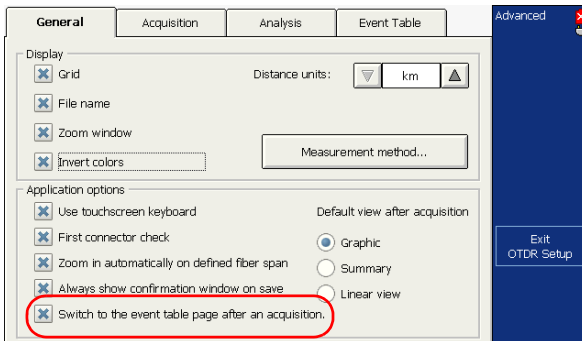 General Acquisition Analysis Event Table Advanced
Display
Grid Distance units: km
File name
Zoom window
Invert colors Measurement method...
Application options
Use touchscreen keyboard Default view after acquisition
First connector check Graphic
Zoom in automatically on defined fiber span Summary
Always show confirmation window on save Linear view
Switch to the event table page after an acquisition.
Exit
OTDR Setup